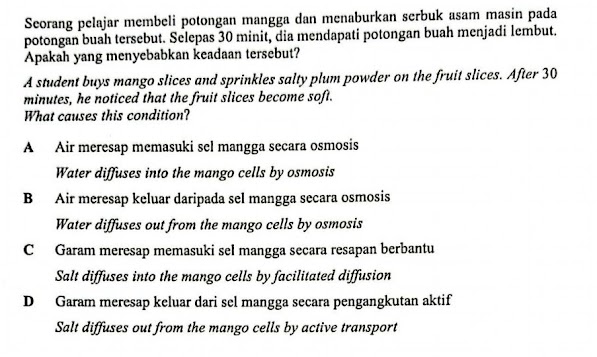 Seorang pelajar membeli potongan mangga dan menaburkan serbuk asam masin pada
potongan buah tersebut. Selepas 30 minit, dia mendapati potongan buah menjadi lembut.
Apakah yang menyebabkan keadaan tersebut?
A student buys mango slices and sprinkles salty plum powder on the fruit slices. After 30
minutes, he noticed that the fruit slices become soft.
What causes this condition?
A Air meresap memasuki sel mangga secara osmosis
Water diffuses into the mango cells by osmosis
B Air meresap keluar daripada sel mangga secara osmosis
Water diffuses out from the mango cells by osmosis
C Garam meresap memasuki sel mangga secara resapan berbantu
Salt diffuses into the mango cells by facilitated diffusion
D Garam meresap keluar dari sel mangga secara pengangkutan aktif
Salt diffuses out from the mango cells by active transport